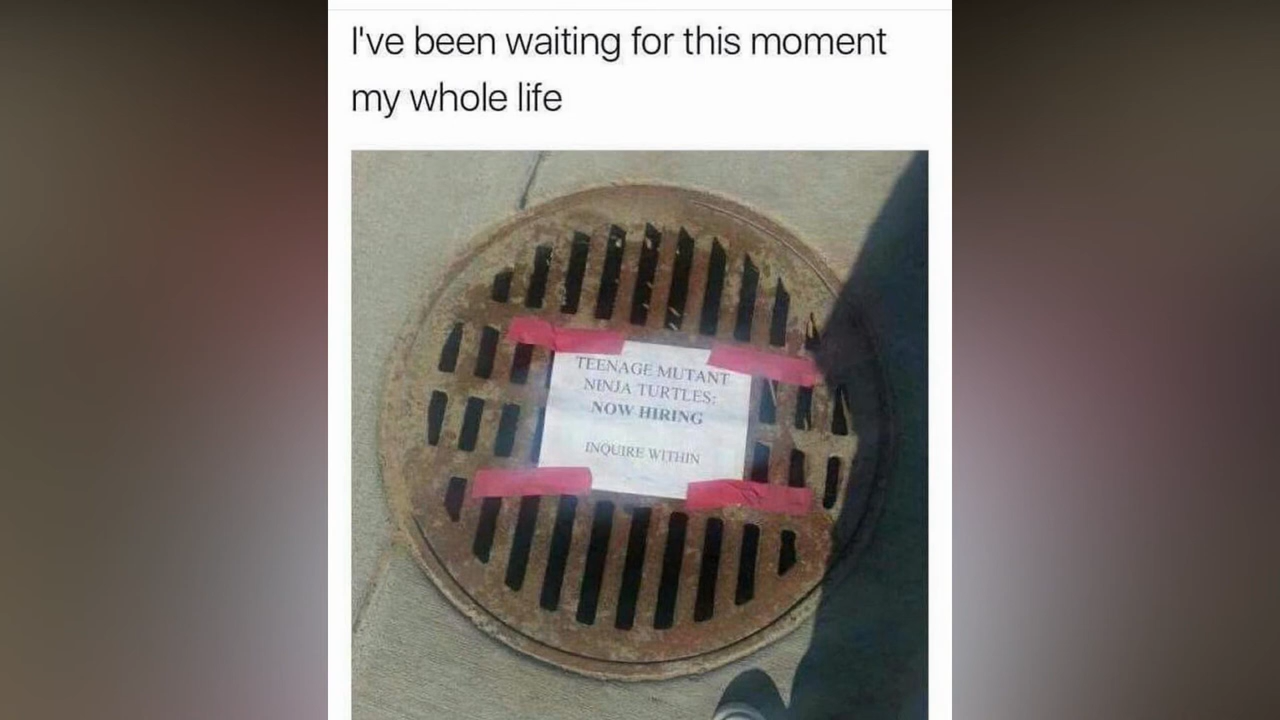 I've been waiting for this moment
my whole life
TEENAGE MUTANT
NINJA TURTLES:
NOW HIRING
INQUIRE WITHIN